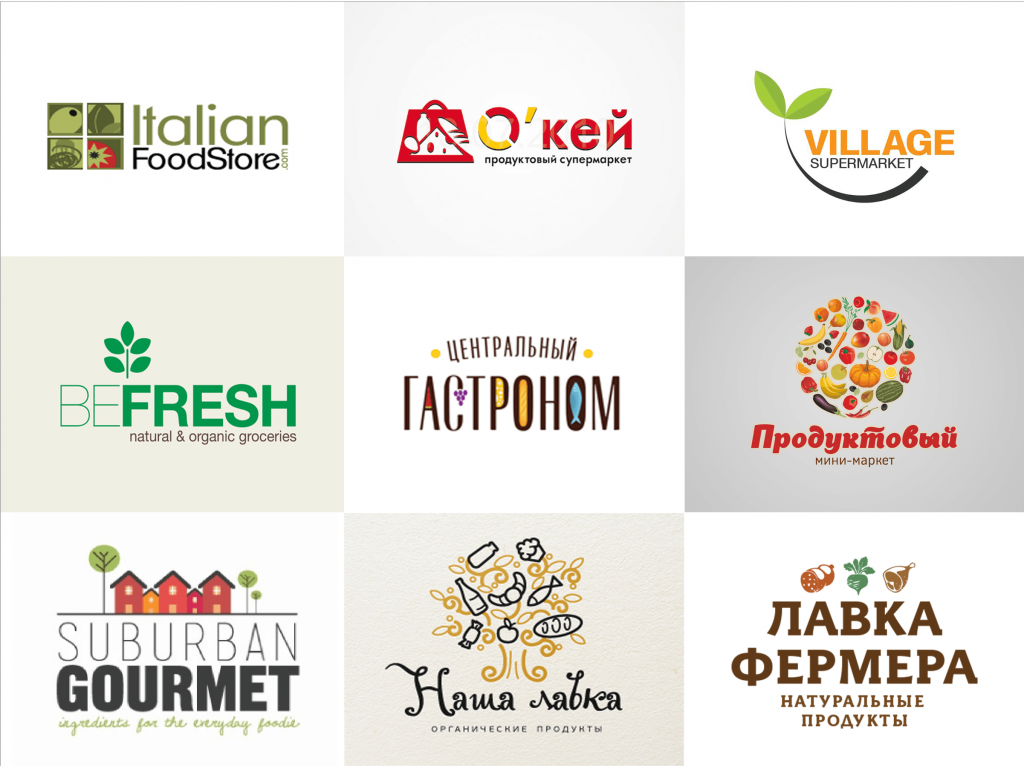 Italian
FoodStore.com
О'кей
продуктовый супермаркет
VILLAGE
SUPERMARKET
BEFRESH
natural & organic groceries
ЦЕНТРАЛЬНЫЙ
ГАСТРОНОМ
Продуктовый
мини-маркет
SUBURBAN
GOURMET
ingredients for the everyday foodie
Наша лавка
ОРГАНИЧЕСКИЕ ПРОДУКТЫ
ЛАВКА
ФЕРМЕРА
НАТУРАЛЬНЫЕ
ПРОДУКТЫ